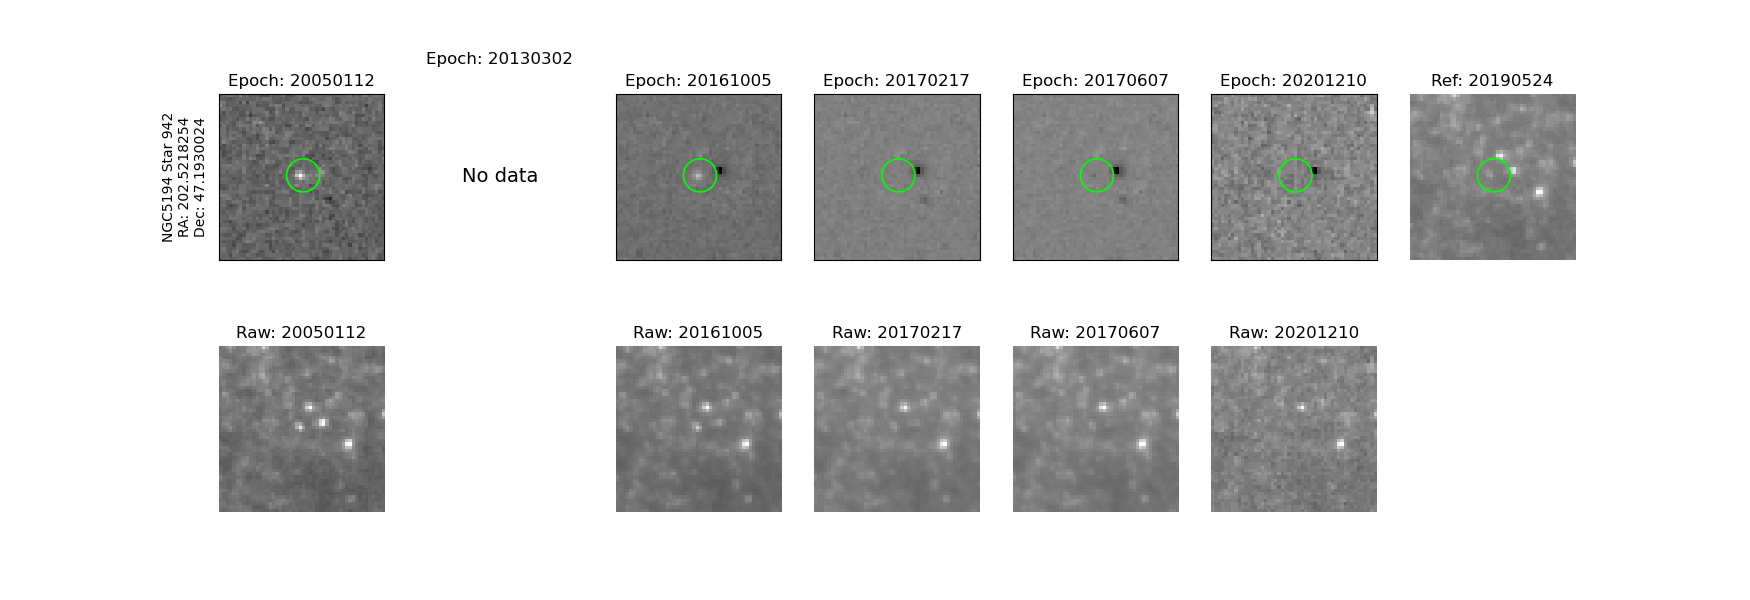 Epoch: 20130302
Epoch: 20050112
Epoch: 20161005
Epoch: 20170217
Epoch: 20170607
Epoch: 20201210
Ref: 20190524
NGC5194 Star 942
RA: 202.5218254
Dec: 47.1930024
No data
Raw: 20050112
Raw: 20161005
Raw: 20170217
Raw: 20170607
Raw: 20201210